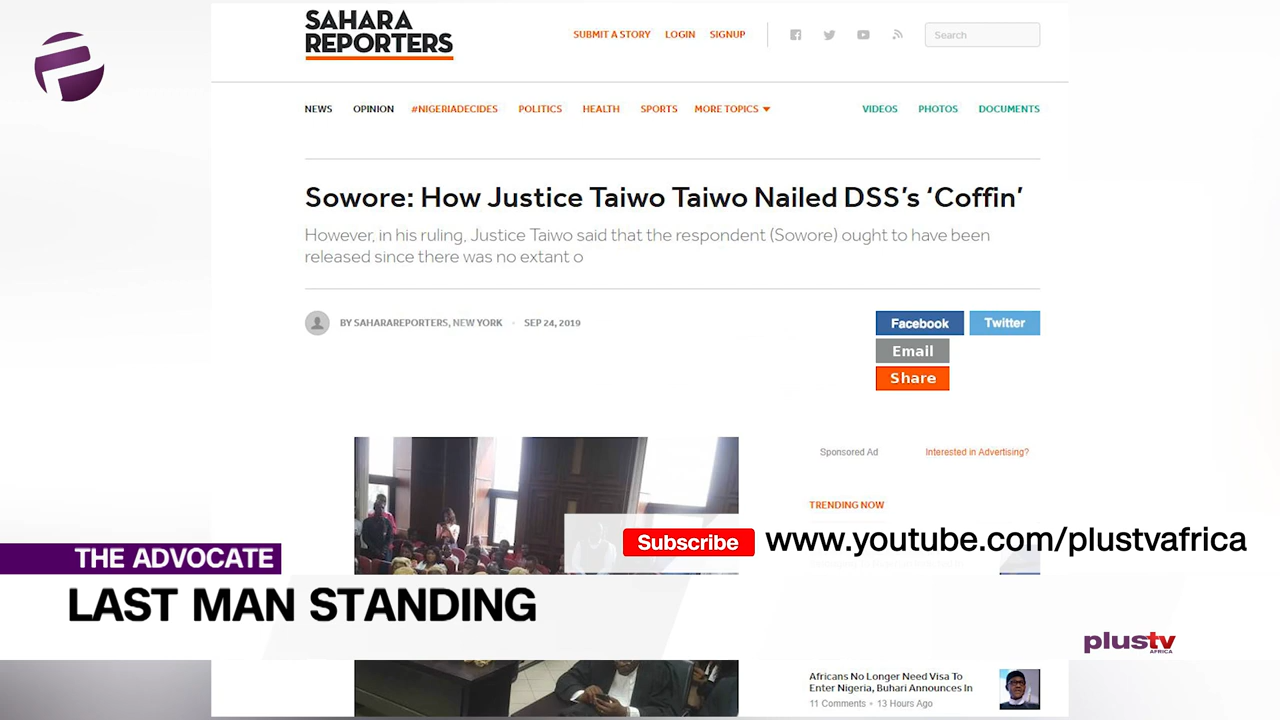 SAHARA
REPORTERS
SUBMIT A STORY LOGIN SIGNUP
Search
NEWS OPINION #NIGERIADECIDES POLITICS HEALTH SPORTS MORE TOPICS VIDEOS PHOTOS DOCUMENTS
Sowore: How Justice Taiwo Taiwo Nailed DSS’s ‘Coffin’
However, in his ruling, Justice Taiwo said that the respondent (Sowore) ought to have been
released since there was no extant o
BY SAHARAREPORTERS, NEW YORK · SEP 24, 2019
Facebook Twitter
Email
Share
Sponsored Ad Interested in Advertising?
TRENDING NOW
Subscribe www.youtube.com/plustvafrica
THE ADVOCATE
LAST MAN STANDING
plustv
AFRICA
Africans No Longer Need Visa To
Enter Nigeria, Buhari Announces In
11 Comments • 13 Hours Ago